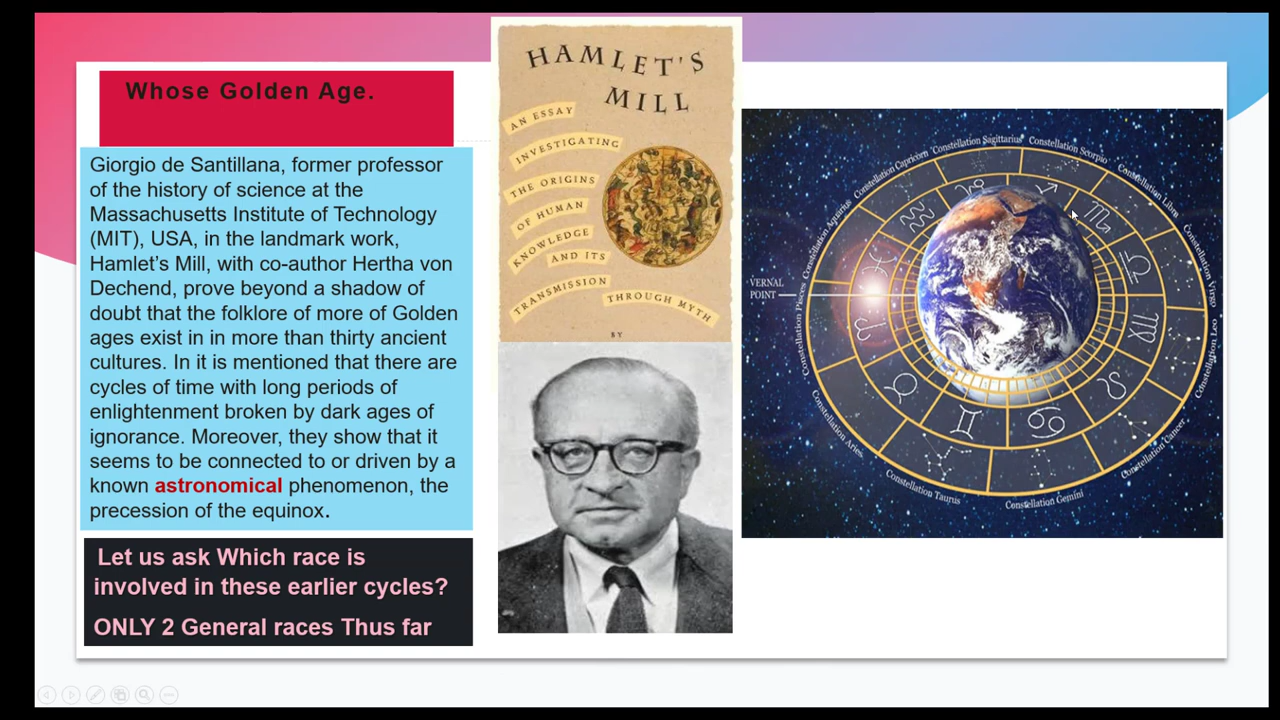 Whose Golden Age.
Giorgio de Santillana, former professor
of the history of science at the
Massachusetts Institute of Technology
(MIT), USA, in the landmark work,
Hamlet’s Mill, with co-author Hertha von
Dechend, prove beyond a shadow of
doubt that the folklore of more of Golden
ages exist in in more than thirty ancient
cultures. In it is mentioned that there are
cycles of time with long periods of
enlightenment broken by dark ages of
ignorance. Moreover, they show that it
seems to be connected to or driven by a
known astronomical phenomenon, the
precession of the equinox.
Let us ask Which race is
involved in these earlier cycles?
ONLY 2 General races Thus far
HAMLET'S
MILL
AN ESSAY
INVESTIGATING
THE ORIGINS
OF HUMAN
KNOWLEDGE
AND ITS
TRANSMISSION
THROUGH MYTH
BY
VERNAL
POINT
Constellation Pisces
Constellation Aquarius
Constellation Capricorn
Constellation Sagittarius
Constellation Scorpio
Constellation Libra
Constellation Virgo
Constellation Leo
Constellation Cancer
Constellation Gemini
Constellation Taurus
Constellation Aries